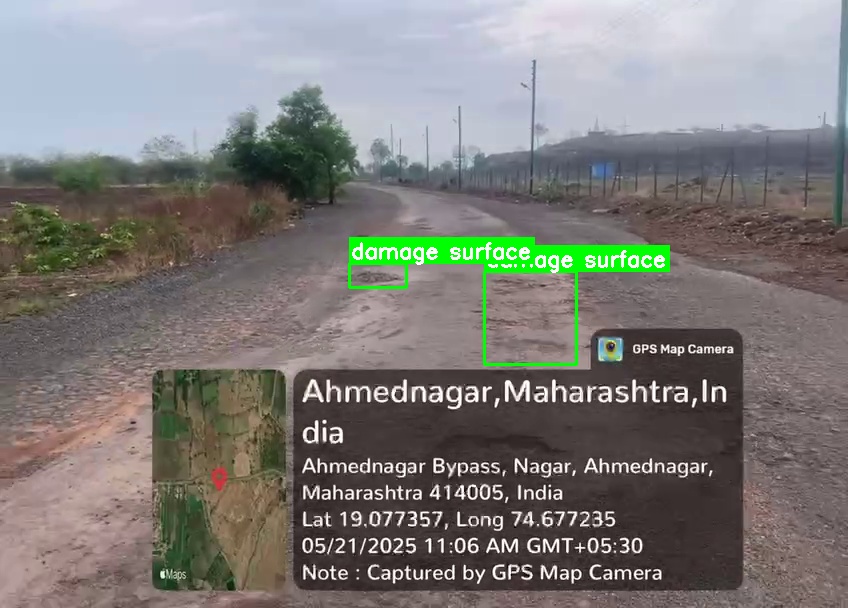 damage surface
damage surface
GPS Map Camera
Ahmednagar,Maharashtra,In
dia
Ahmednagar Bypass, Nagar, Ahmednagar,
Maharashtra 414005, India
Lat 19.077357, Long 74.677235
05/21/2025 11:06 AM GMT+05:30
Note : Captured by GPS Map Camera
Maps